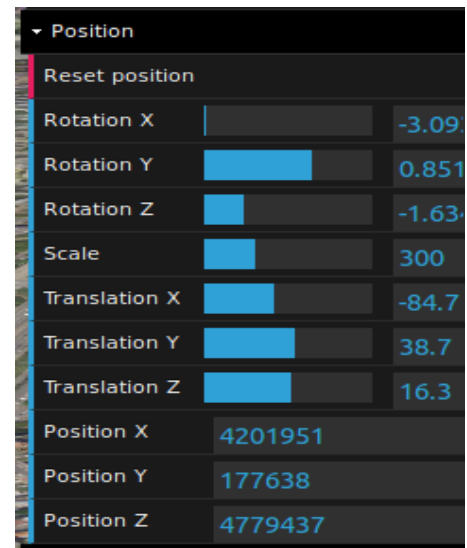 Position
Reset position
Rotation X -3.09
Rotation Y 0.851
Rotation Z -1.634
Scale 300
Translation X -84.7
Translation Y 38.7
Translation Z 16.3
Position X 4201951
Position Y 177638
Position Z 4779437